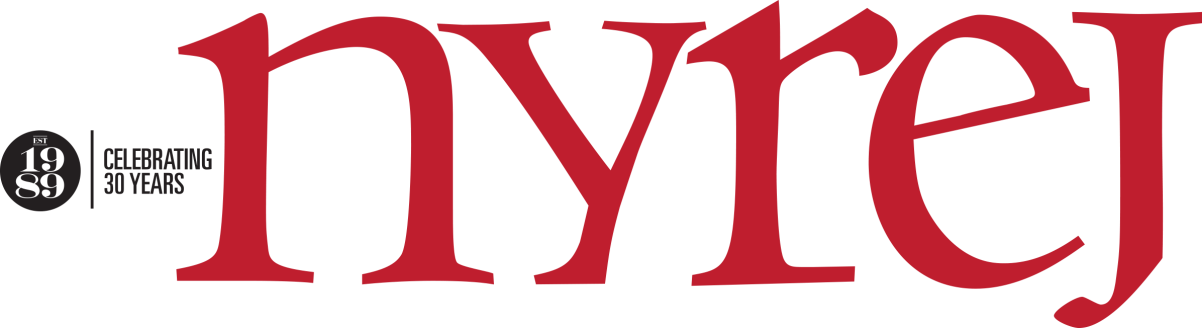 EST
19
89
CELEBRATING
30 YEARS
nyrej